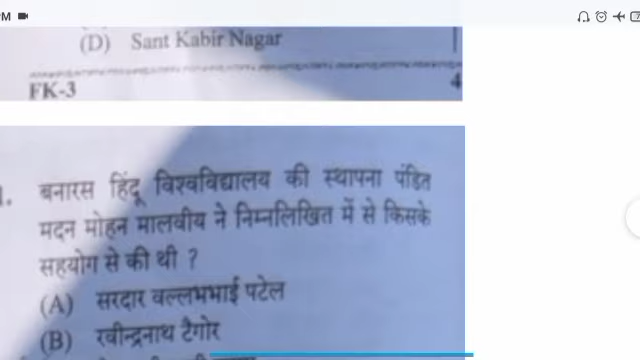 (D) Sant Kabir Nagar
FK-3
4
1. बनारस हिंदू विश्वविद्यालय की स्थापना पंडित
मदन मोहन मालवीय ने निम्नलिखित में से किसके
सहयोग से की थी ?
(A) सरदार वल्लभभाई पटेल
(B) रवीन्द्रनाथ टैगोर